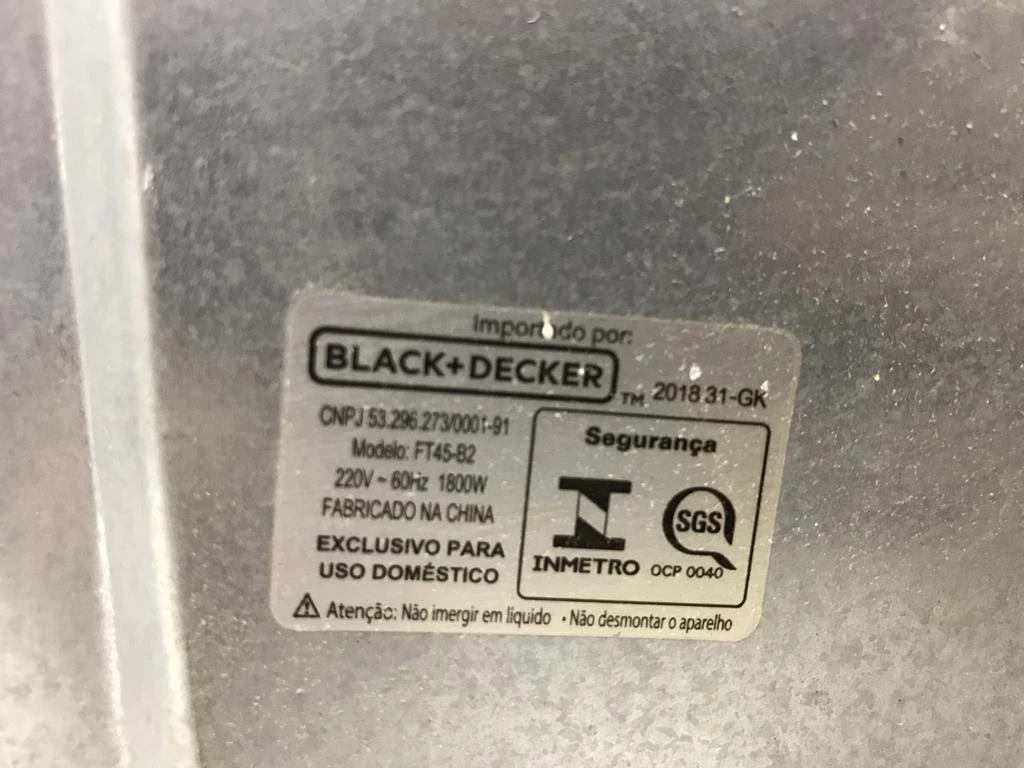 Importado por:
BLACK+DECKER
TM 2018 31-GK
CNPJ 53.296.273/0001-91
Modelo: FT45-B2
220V ~ 60Hz 1800W
FABRICADO NA CHINA
EXCLUSIVO PARA
USO DOMÉSTICO
Segurança
SGS
INMETRO OCP 0040
Atenção: Não imergir em líquido • Não desmontar o aparelho